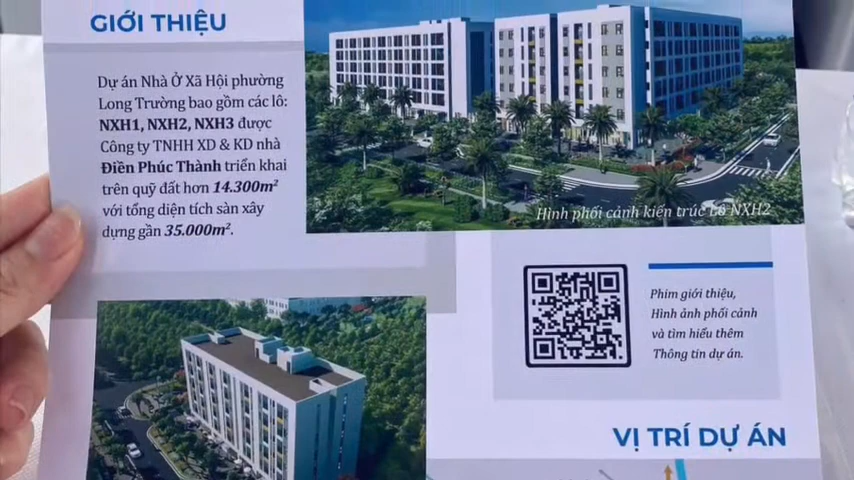 GIỚI THIỆU
Dự án Nhà Ở Xã Hội phường
Long Trường bao gồm các lô:
NXH1, NXH2, NXH3 được
Công ty TNHH XD & KD nhà
Điền Phúc Thành triển khai
trên quỹ đất hơn 14.300m²
với tổng diện tích sàn xây
dựng gần 35.000m².
Hình phối cảnh kiến trúc Lô NXH2
Phim giới thiệu,
Hình ảnh phối cảnh
và tìm hiểu thêm
Thông tin dự án.
VỊ TRÍ DỰ ÁN